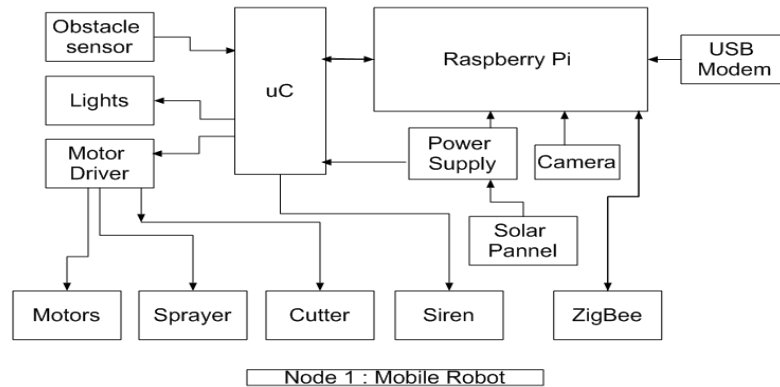 Obstacle
sensor
uC
Raspberry Pi
USB
Modem
Lights
Motor
Driver
Power
Supply
Camera
Solar
Pannel
Motors
Sprayer
Cutter
Siren
ZigBee
Node 1 : Mobile Robot